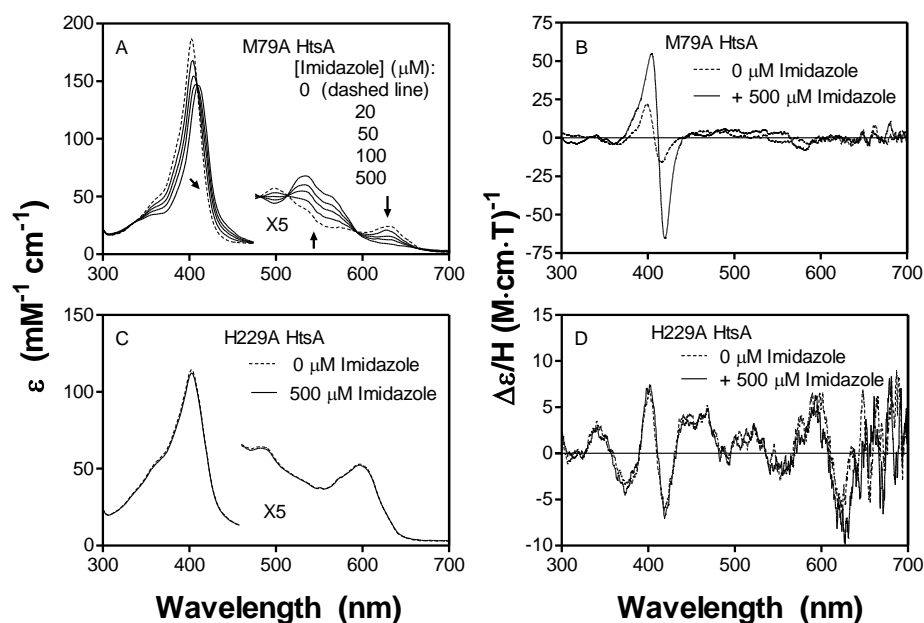 A
M79A HtsA
[Imidazole] (μM):
0 (dashed line)
20
50
100
500
X5
200
150
100
50
0
300 400 500 600 700
B
M79A HtsA
0 μM Imidazole
+ 500 μM Imidazole
75
50
25
0
-25
-50
-75
300 400 500 600 700
C
H229A HtsA
0 μM Imidazole
500 μM Imidazole
X5
150
100
50
0
300 400 500 600 700
D
H229A HtsA
0 μM Imidazole
+ 500 μM Imidazole
15
10
5
0
-5
-10
300 400 500 600 700
ε (mM⁻¹ cm⁻¹)
Δε/H (M·cm·T)⁻¹
Wavelength (nm)
Wavelength (nm)